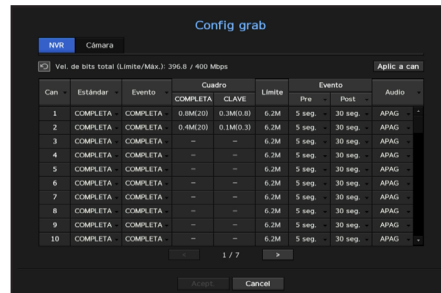 Config grab
NVR Cámara
Vel. de bits total (Límite/Máx.): 396.8 / 400 Mbps Aplic a can
Can Estándar Evento Cuadro Límite Evento Audio
COMPLETA CLAVE Pre Post
1 COMPLETA COMPLETA 0.8M(20) 0.3M(0.8) 6.2M 5 seg. 30 seg. APAG
2 COMPLETA COMPLETA 0.4M(20) 0.1M(0.3) 6.2M 5 seg. 30 seg. APAG
3 COMPLETA COMPLETA – – 6.2M 5 seg. 30 seg. APAG
4 COMPLETA COMPLETA – – 6.2M 5 seg. 30 seg. APAG
5 COMPLETA COMPLETA – – 6.2M 5 seg. 30 seg. APAG
6 COMPLETA COMPLETA – – 6.2M 5 seg. 30 seg. APAG
7 COMPLETA COMPLETA – – 6.2M 5 seg. 30 seg. APAG
8 COMPLETA COMPLETA – – 6.2M 5 seg. 30 seg. APAG
9 COMPLETA COMPLETA – – 6.2M 5 seg. 30 seg. APAG
10 COMPLETA COMPLETA – – 6.2M 5 seg. 30 seg. APAG
< 1 / 7 >
Acept. Cancel